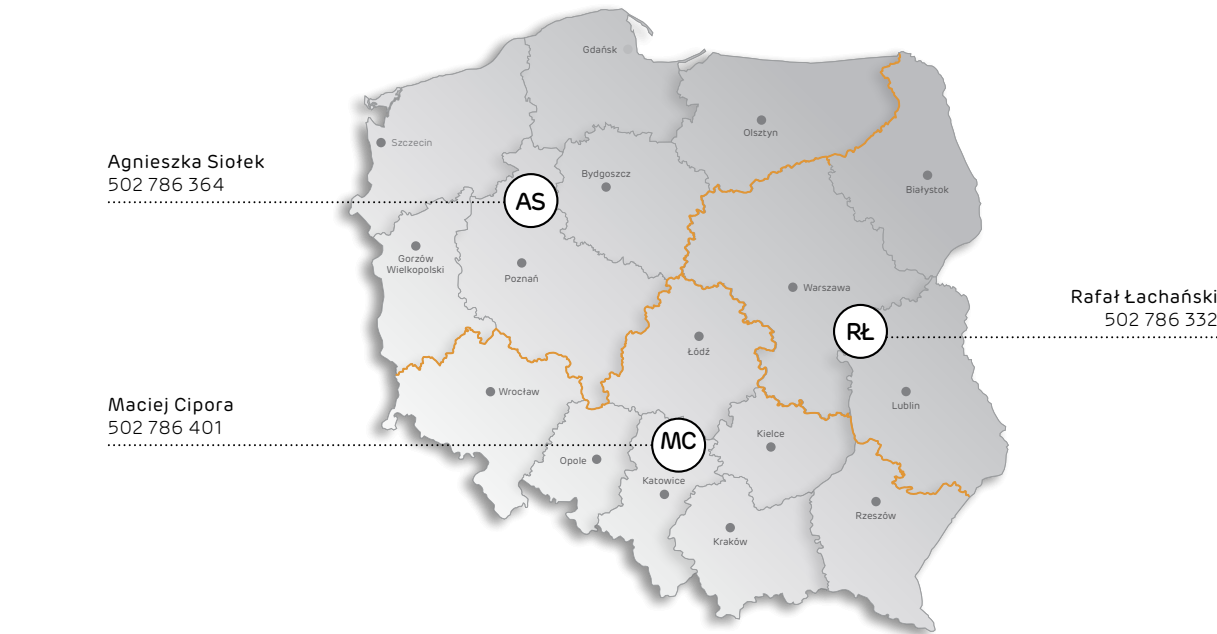 Gdańsk
Olsztyn
Szczecin
Agnieszka Siołek
502 786 364
Bydgoszcz
Białystok
AS
Gorzów
Wielkopolski
Poznań
Warszawa
Rafał Łachański
502 786 332
RŁ
Łódź
Wrocław
Lublin
Maciej Cipora
502 786 401
MC
Kielce
Opole
Katowice
Rzeszów
Kraków